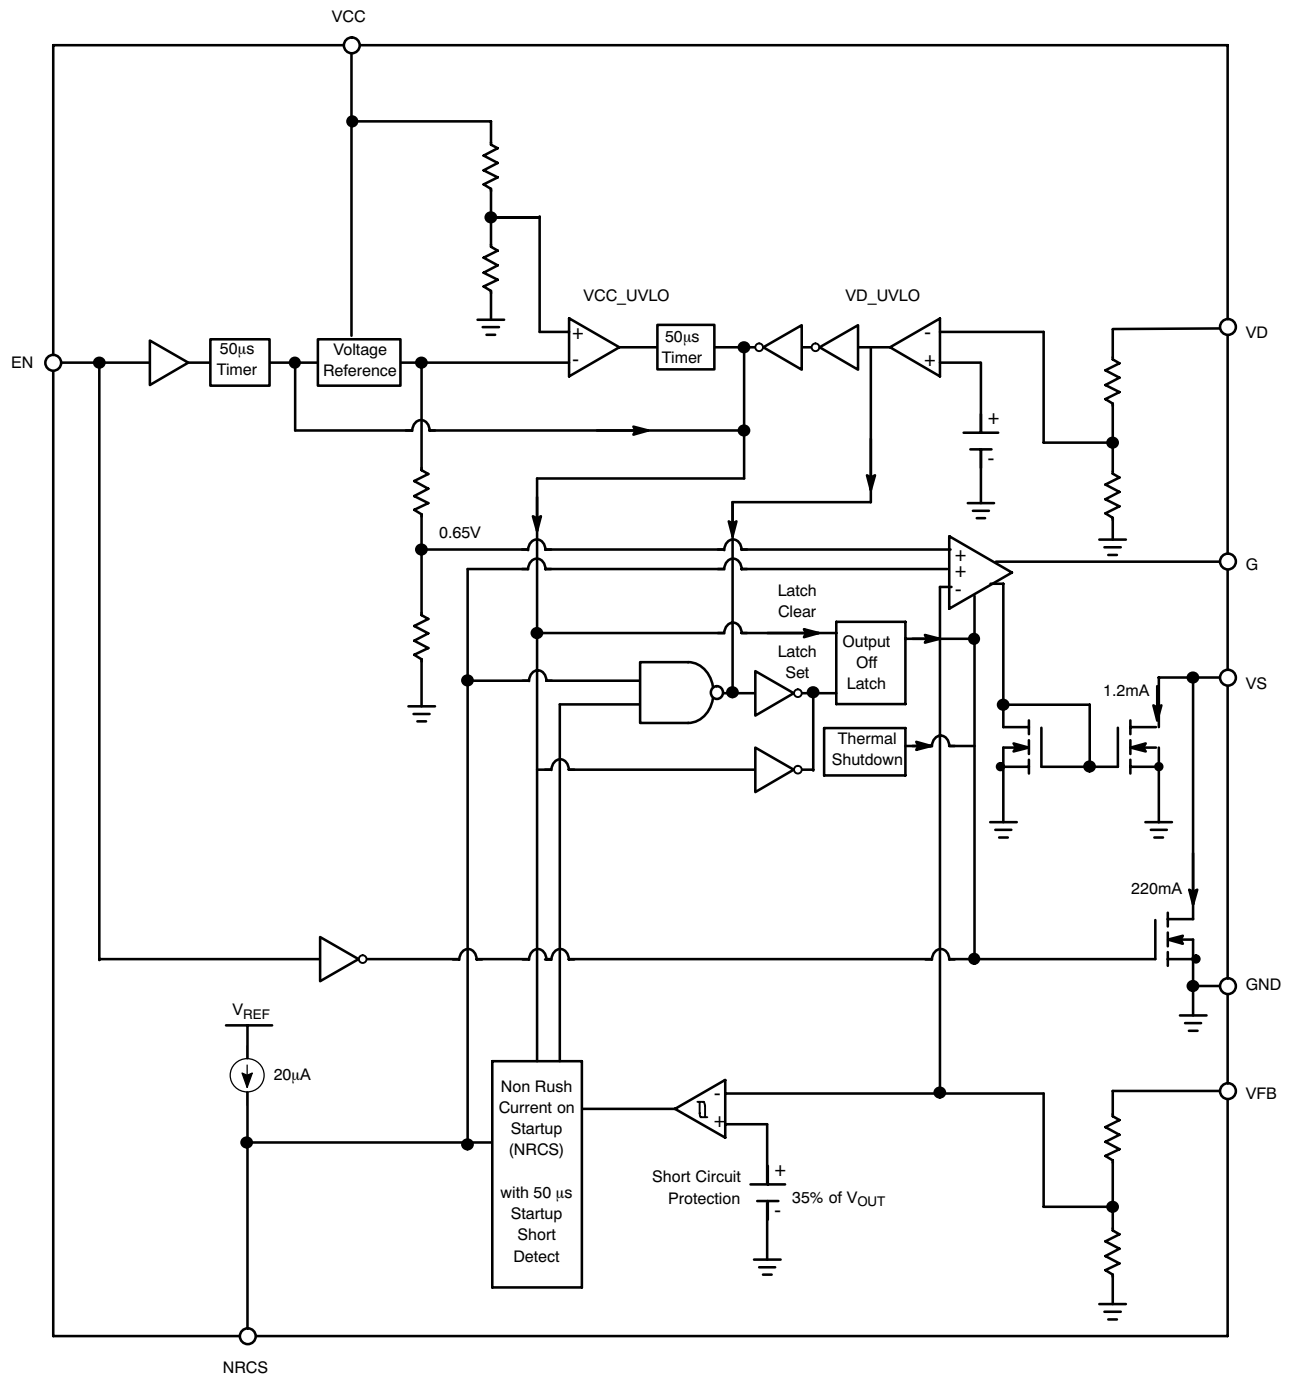 VCC
VCC_UVLO
VD_UVLO
VD
EN
50μs
Timer
Voltage
Reference
+
-
50μs
Timer
-
+
+
-
0.65V
G
+
+
-
Latch
Clear
Latch
Set
Output
Off
Latch
Thermal
Shutdown
1.2mA
VS
220mA
GND
VREF
20μA
Non Rush
Current on
Startup
(NRCS)
with 50 μs
Startup
Short
Detect
-
+
VFB
Short Circuit
Protection
+
-
35% of VOUT
NRCS